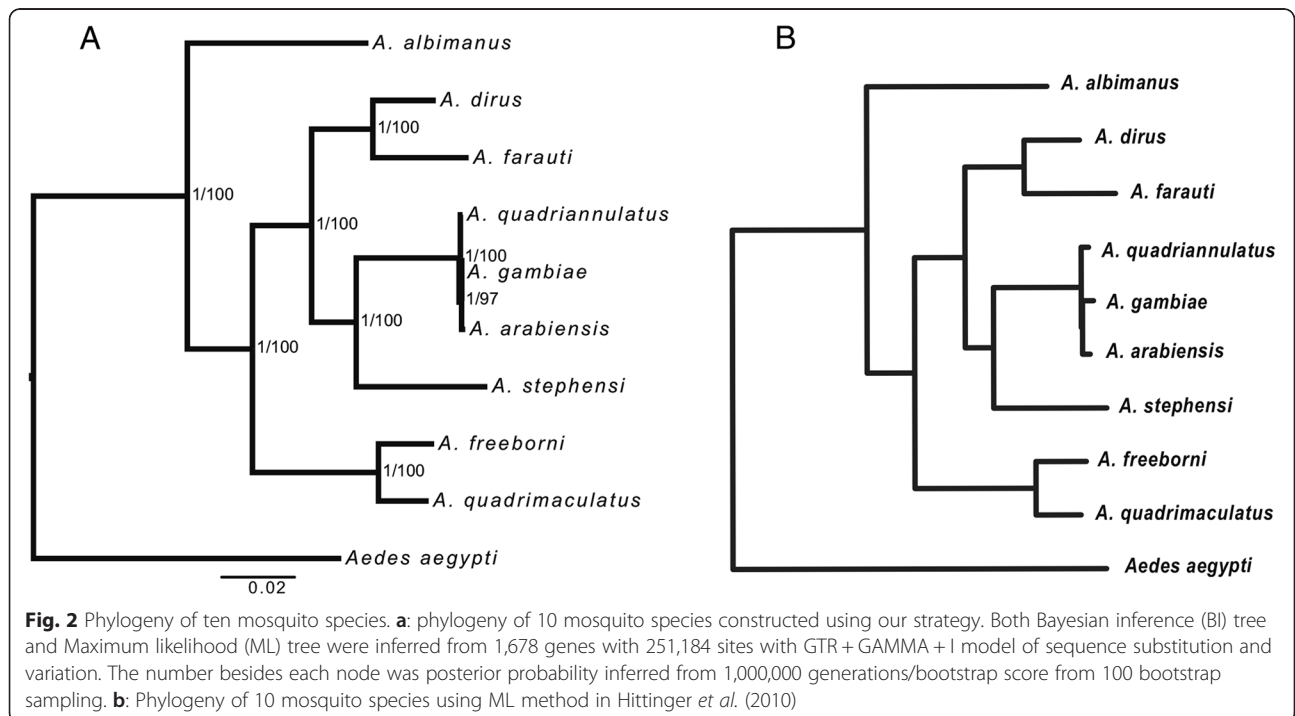 A
B
A. albimanus
A. dirus
1/100
A. farauti
1/100
1/100
A. quadriannulatus
1/100
A. gambiae
1/97
A. arabiensis
1/100
1/100
A. stephensi
A. freeborni
1/100
A. quadrimaculatus
Aedes aegypti
0.02
A. albimanus
A. dirus
A. farauti
A. quadriannulatus
A. gambiae
A. arabiensis
A. stephensi
A. freeborni
A. quadrimaculatus
Aedes aegypti
Fig. 2 Phylogeny of ten mosquito species. a: phylogeny of 10 mosquito species constructed using our strategy. Both Bayesian inference (BI) tree
and Maximum likelihood (ML) tree were inferred from 1,678 genes with 251,184 sites with GTR + GAMMA + I model of sequence substitution and
variation. The number besides each node was posterior probability inferred from 1,000,000 generations/bootstrap score from 100 bootstrap
sampling. b: Phylogeny of 10 mosquito species using ML method in Hittinger et al. (2010)